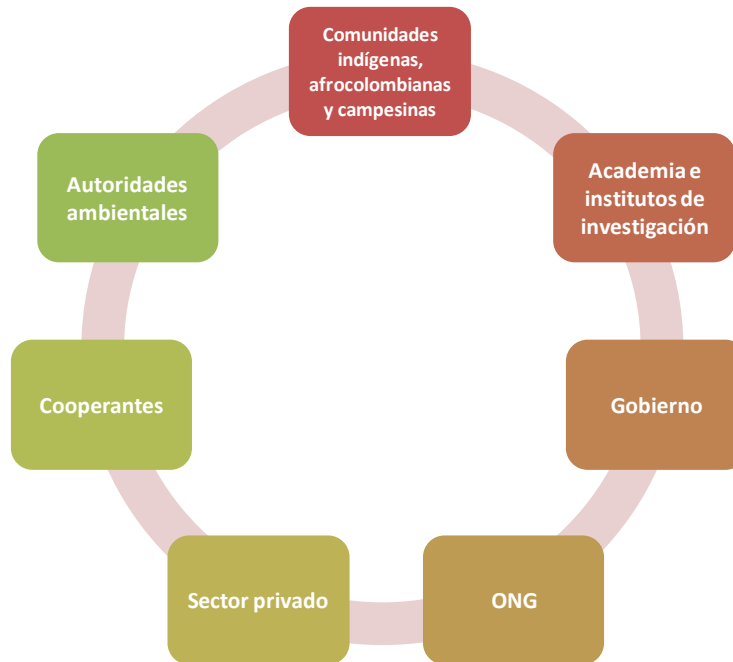 Comunidades
indígenas,
afrocolombianas
y campesinas
Academia e
institutos de
investigación
Gobierno
ONG
Sector privado
Cooperantes
Autoridades
ambientales